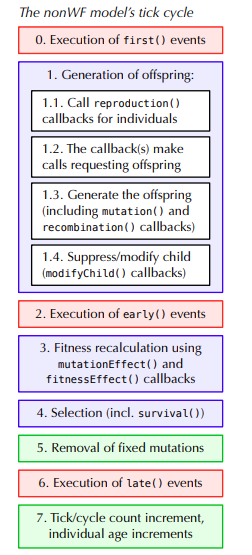 The nonWF model's tick cycle
0. Execution of first() events
1. Generation of offspring:
1.1. Call reproduction()
callbacks for individuals
1.2. The callback(s) make
calls requesting offspring
1.3. Generate the offspring
(including mutation() and
recombination() callbacks)
1.4. Suppress/modify child
(modifyChild() callbacks)
2. Execution of early() events
3. Fitness recalculation using
mutationEffect() and
fitnessEffect() callbacks
4. Selection (incl. survival())
5. Removal of fixed mutations
6. Execution of late() events
7. Tick/cycle count increment,
individual age increments